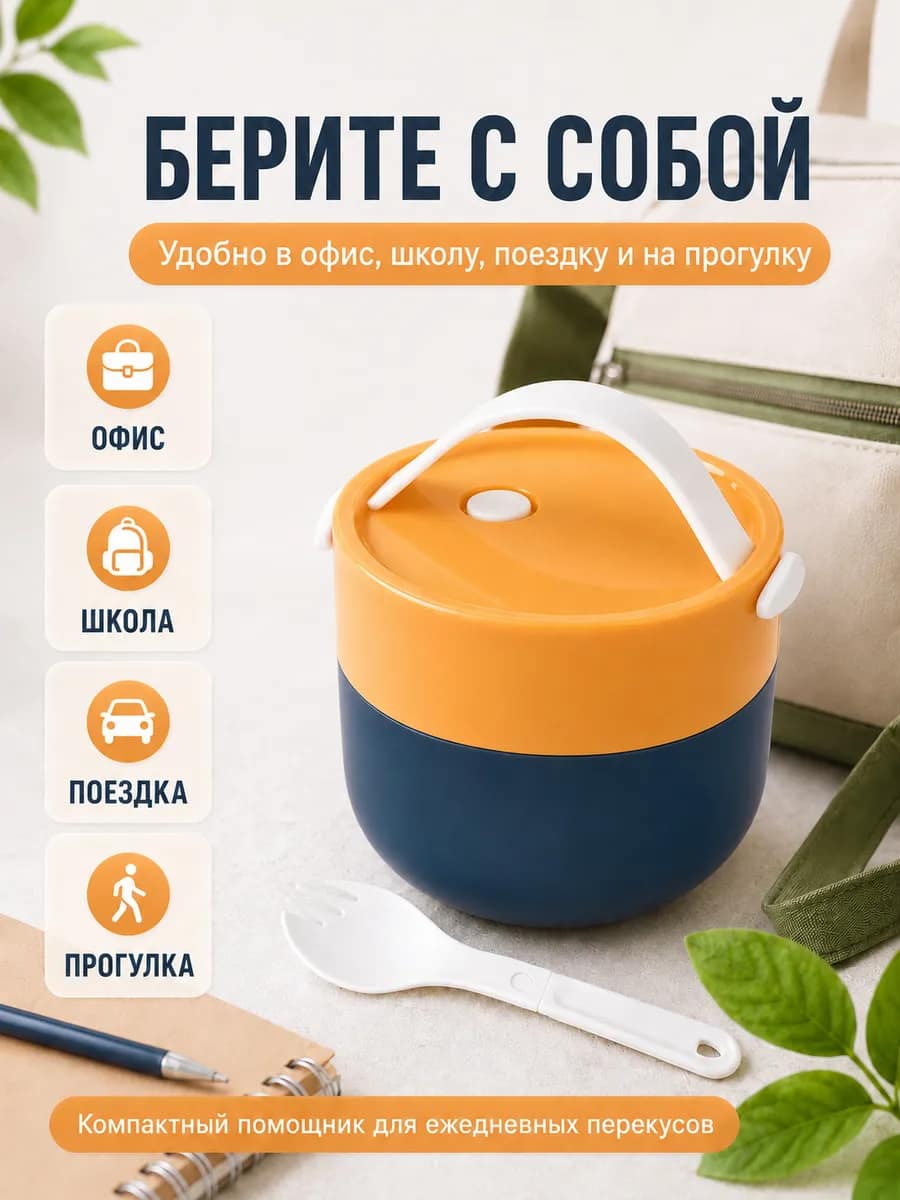 БЕРИТЕ С СОБОЙ
Удобно в офис, школу, поездку и на прогулку
ОФИС
ШКОЛА
ПОЕЗДКА
ПРОГУЛКА
Компактный помощник для ежедневных перекусов